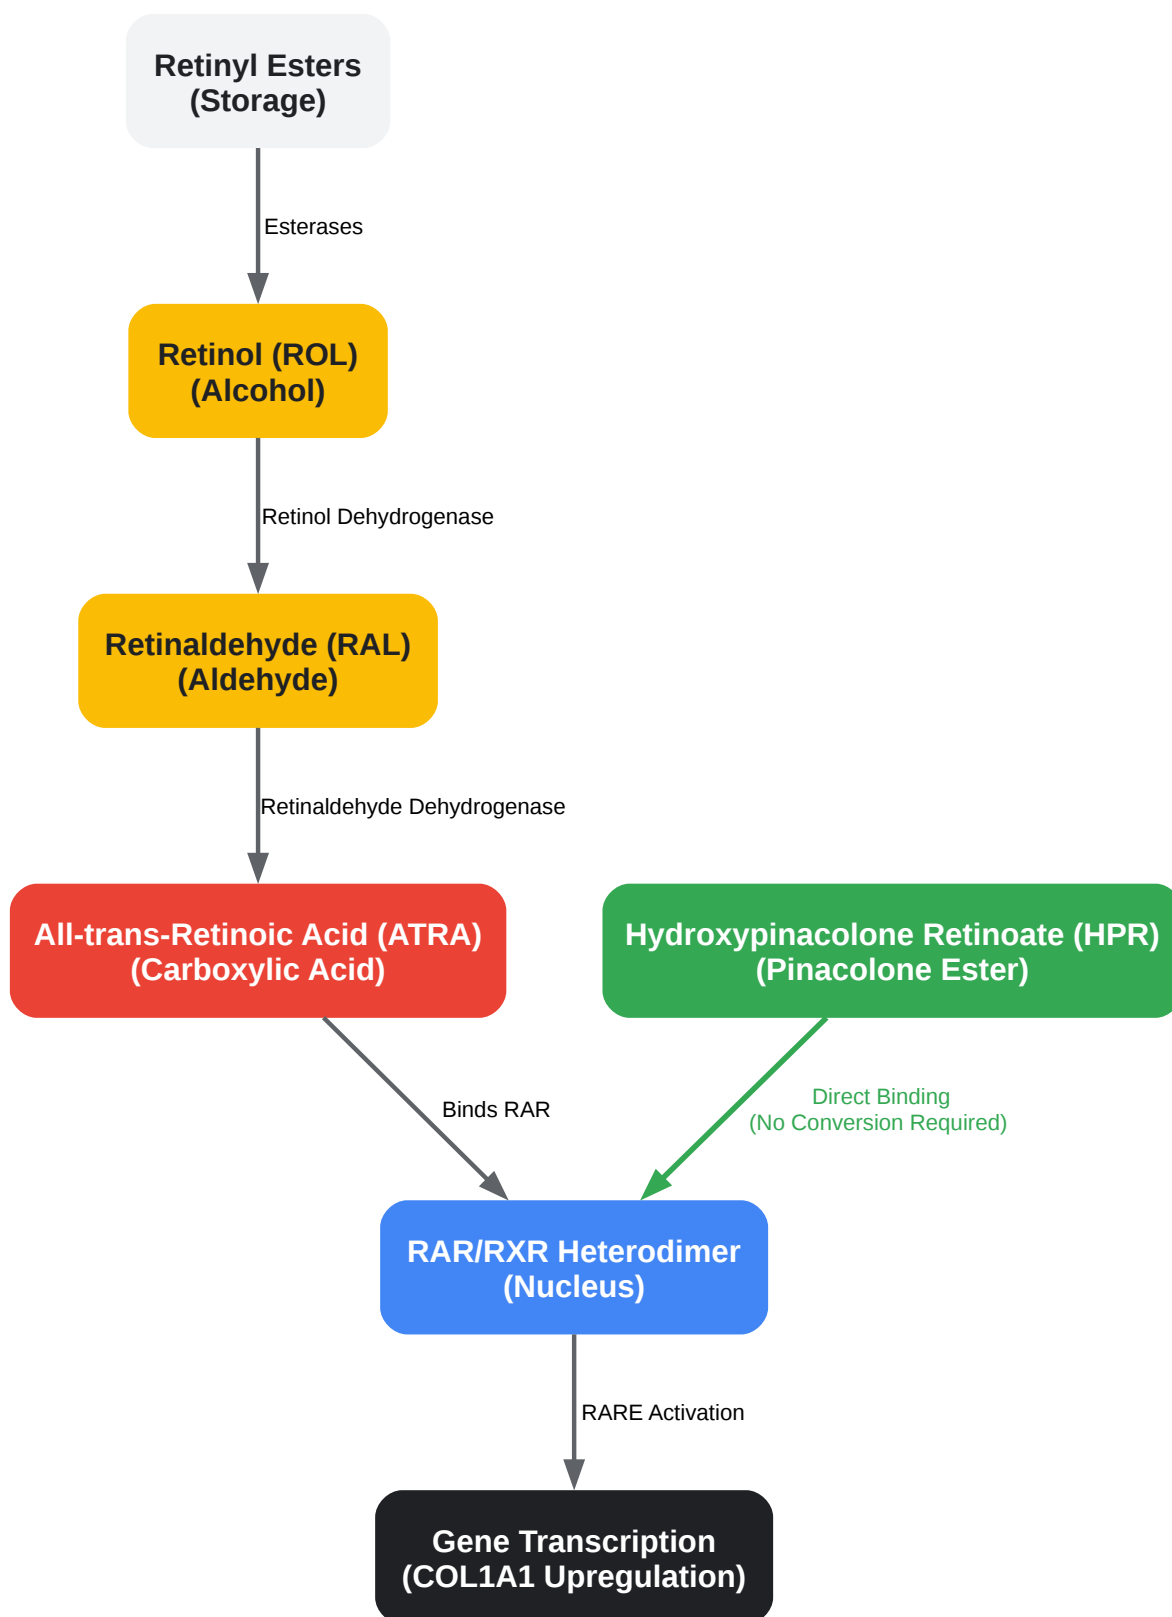 Retinyl Esters
(Storage)
Esterases
Retinol (ROL)
(Alcohol)
Retinol Dehydrogenase
Retinaldehyde (RAL)
(Aldehyde)
Retinaldehyde Dehydrogenase
All-trans-Retinoic Acid (ATRA)
(Carboxylic Acid)
Hydroxypinacolone Retinoate (HPR)
(Pinacolone Ester)
Binds RAR
Direct Binding
(No Conversion Required)
RAR/RXR Heterodimer
(Nucleus)
RARE Activation
Gene Transcription
(COL1A1 Upregulation)